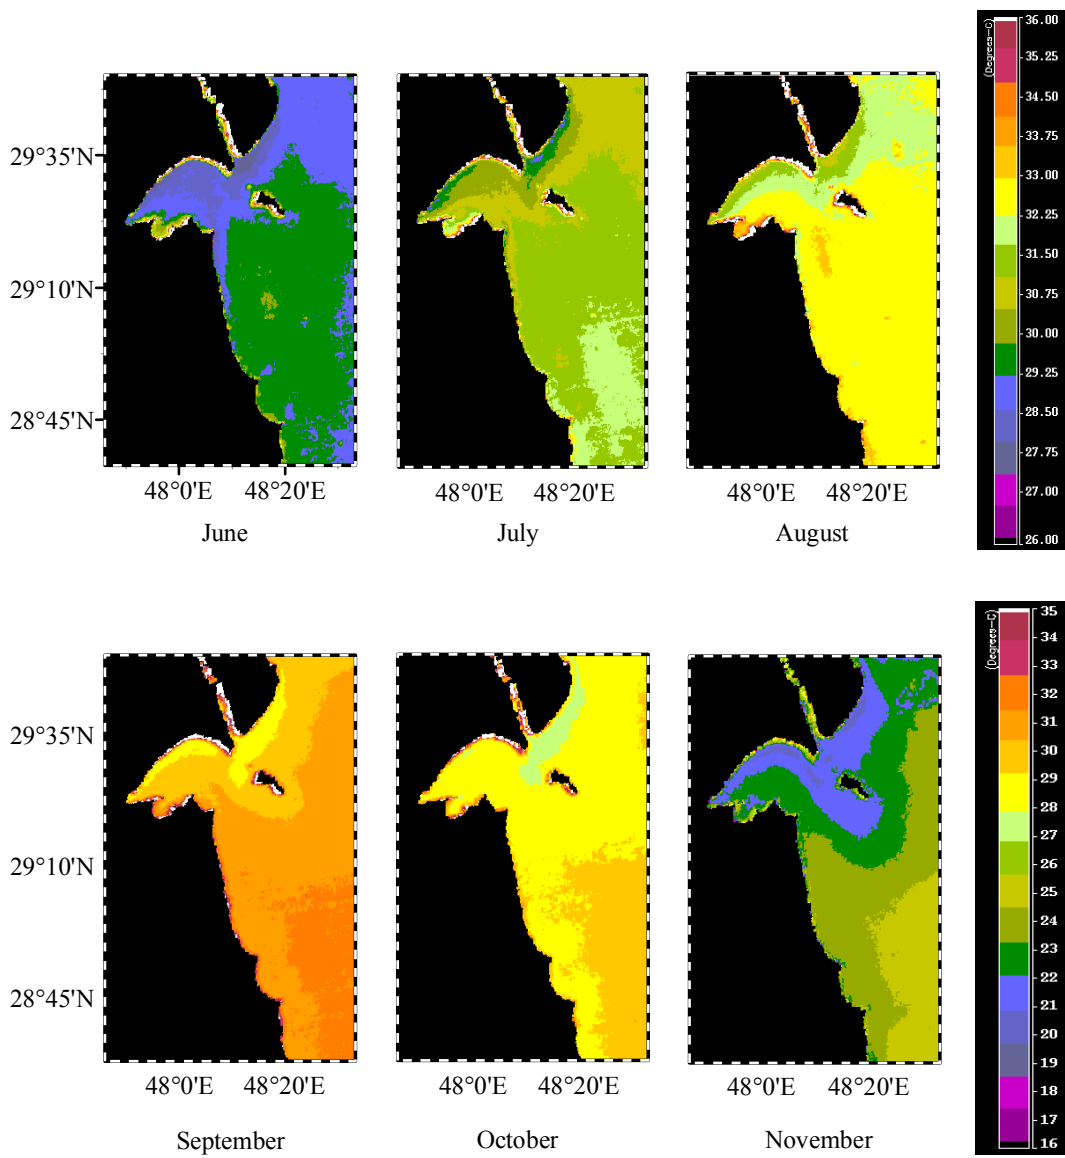 36.00
(Degrees-C)
35.25
34.50
33.75
33.00
32.25
31.50
30.75
30.00
29.25
28.50
27.75
27.00
26.00
29°35'N
29°10'N
28°45'N
48°0'E 48°20'E 48°0'E 48°20'E 48°0'E 48°20'E
June July August
35
(Degrees-C)
34
33
32
31
30
29
28
27
26
25
24
23
22
21
20
19
18
17
16
29°35'N
29°10'N
28°45'N
48°0'E 48°20'E 48°0'E 48°20'E 48°0'E 48°20'E
September October November